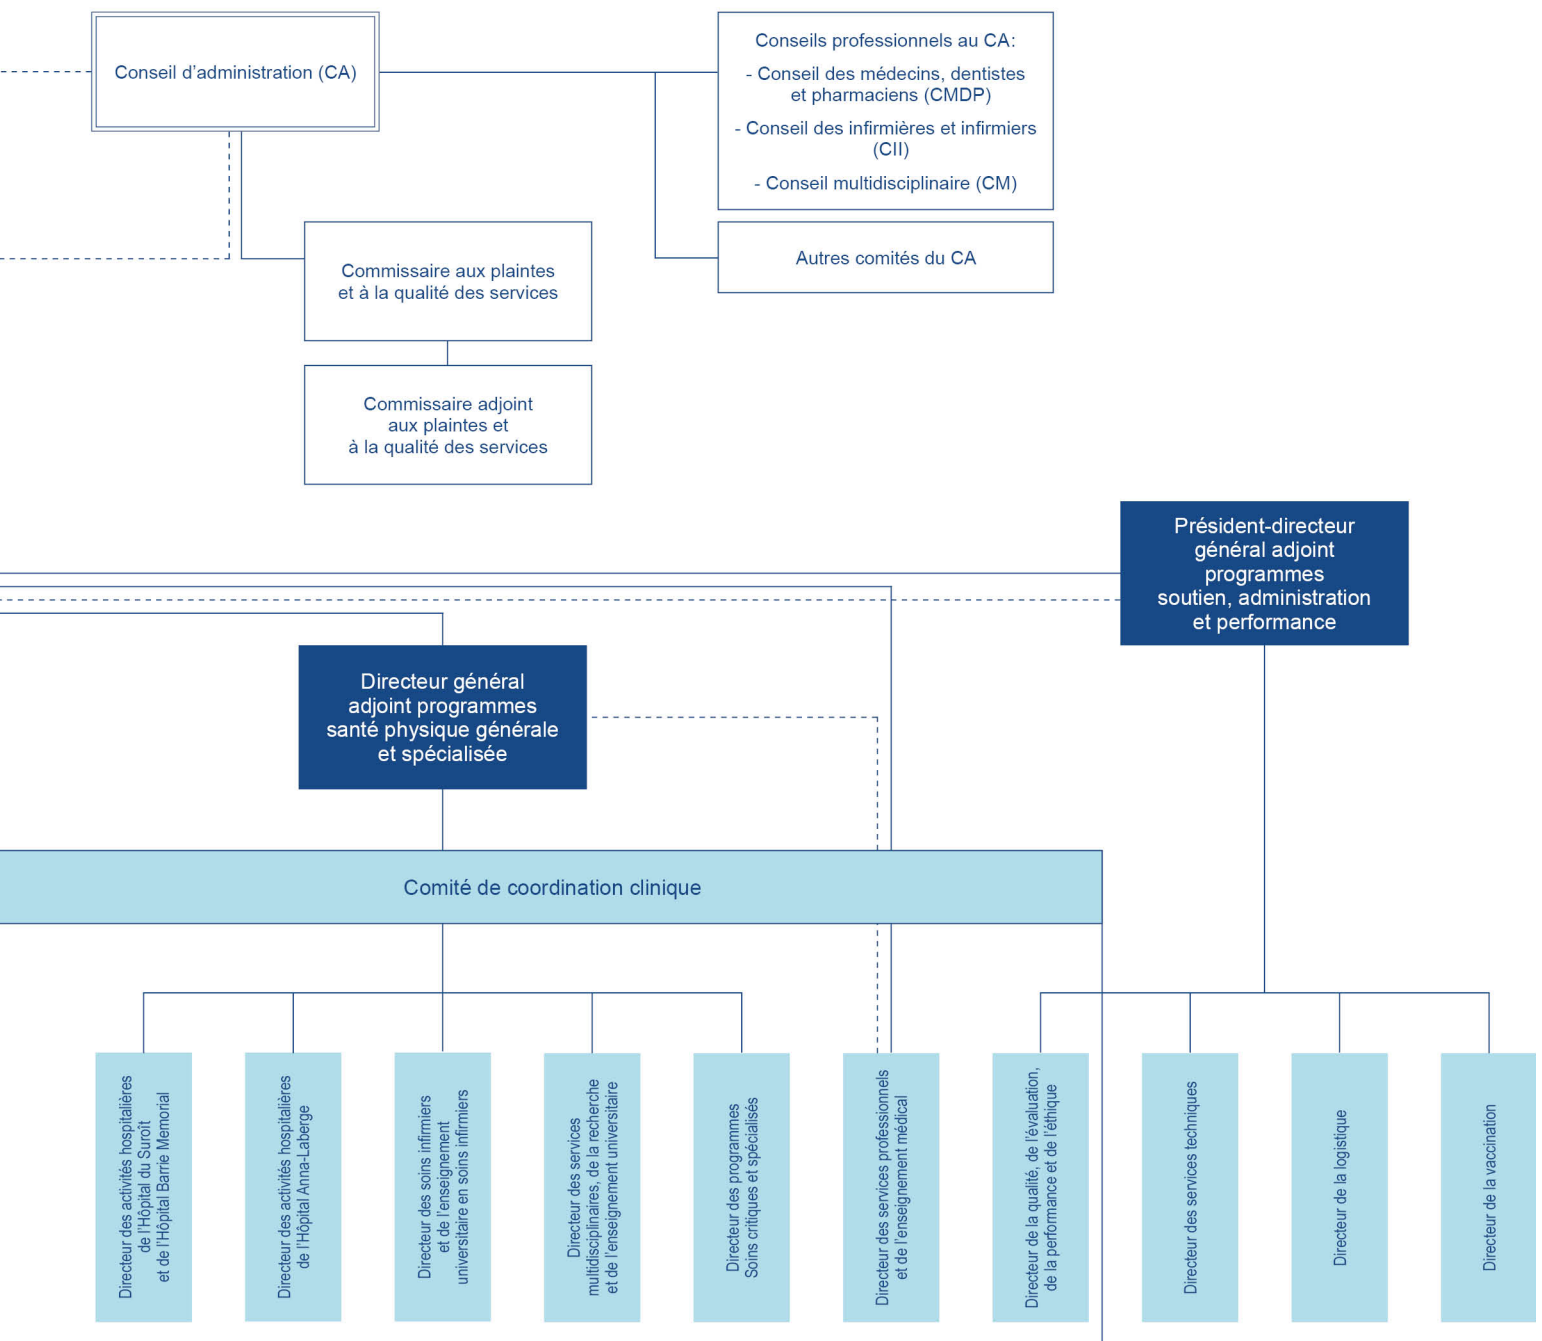 Conseil d’administration (CA)
Conseils professionnels au CA:
- Conseil des médecins, dentistes
et pharmaciens (CMDP)
- Conseil des infirmières et infirmiers
(CII)
- Conseil multidisciplinaire (CM)
Autres comités du CA
Commissaire aux plaintes
et à la qualité des services
Commissaire adjoint
aux plaintes et
à la qualité des services
Président-directeur
général adjoint
programmes
soutien, administration
et performance
Directeur général
adjoint programmes
santé physique générale
et spécialisée
Comité de coordination clinique
Directeur des activités hospitalières
de l’Hôpital du Suroît
et de l’Hôpital Barrie Memorial
Directeur des activités hospitalières
de l’Hôpital Anna-Laberge
Directeur des soins infirmiers
et de l’enseignement
universitaire en soins infirmiers
Directeur des services
multidisciplinaires, de la recherche
et de l’enseignement universitaire
Directeur des programmes
Soins critiques et spécialisés
Directeur des services professionnels
et de l’enseignement médical
Directeur de la qualité, de l’évaluation,
de la performance et de l’éthique
Directeur des services techniques
Directeur de la logistique
Directeur de la vaccination